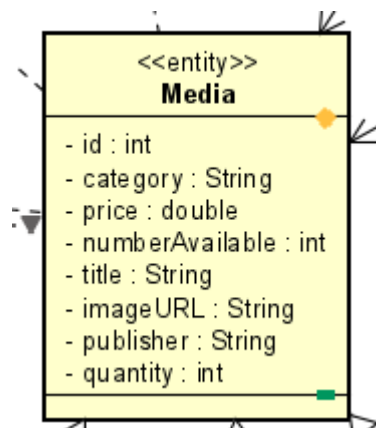 <<entity>>
Media
- id : int
- category : String
- price : double
- numberAvailable : int
- title : String
- imageURL : String
- publisher : String
- quantity : int